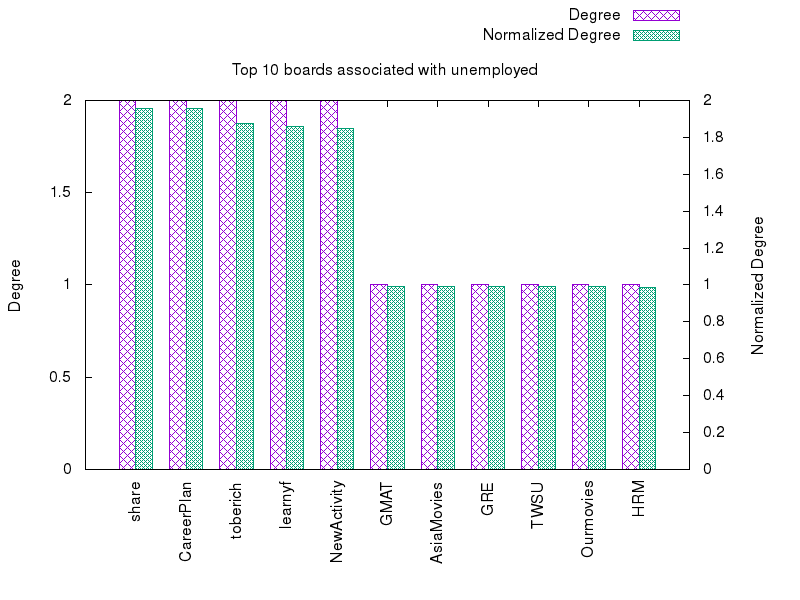 Degree
Normalized Degree
Top 10 boards associated with unemployed
2
1.5
1
0.5
0
Degree
2
1.8
1.6
1.4
1.2
1
0.8
0.6
0.4
0.2
0
Normalized Degree
share
CareerPlan
toberich
learnyf
NewActivity
GMAT
AsiaMovies
GRE
TWSU
Ourmovies
HRM